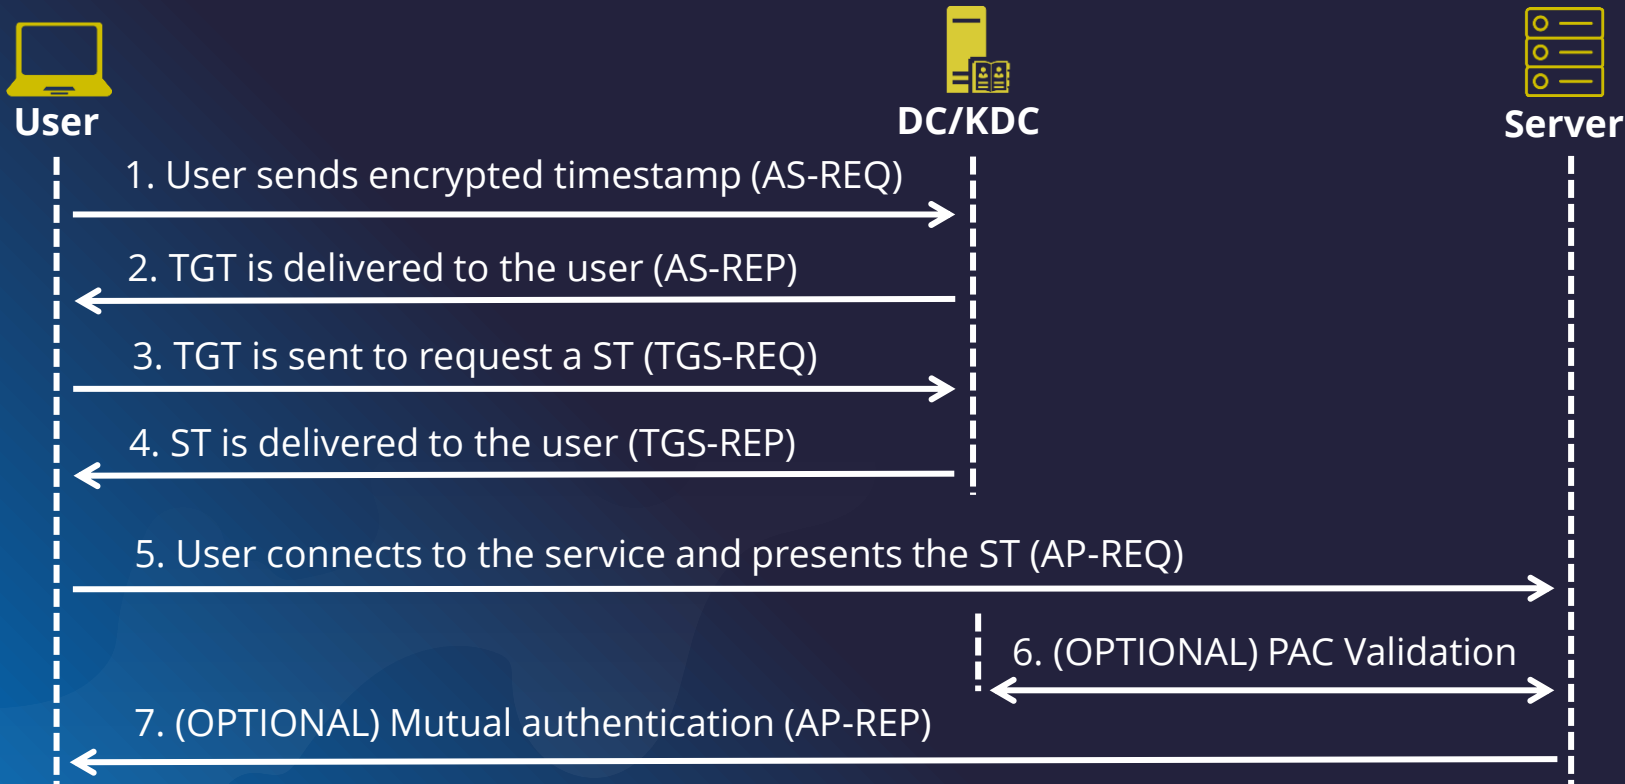 User
DC/KDC
Server
1. User sends encrypted timestamp (AS-REQ)
2. TGT is delivered to the user (AS-REP)
3. TGT is sent to request a ST (TGS-REQ)
4. ST is delivered to the user (TGS-REP)
5. User connects to the service and presents the ST (AP-REQ)
6. (OPTIONAL) PAC Validation
7. (OPTIONAL) Mutual authentication (AP-REP)